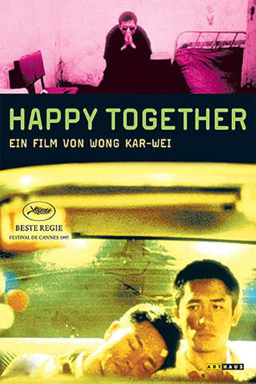 HAPPY TOGETHER
EIN FILM VON WONG KAR-WEI
BESTE REGIE
FESTIVAL DE CANNES 1997
ARTHAUS